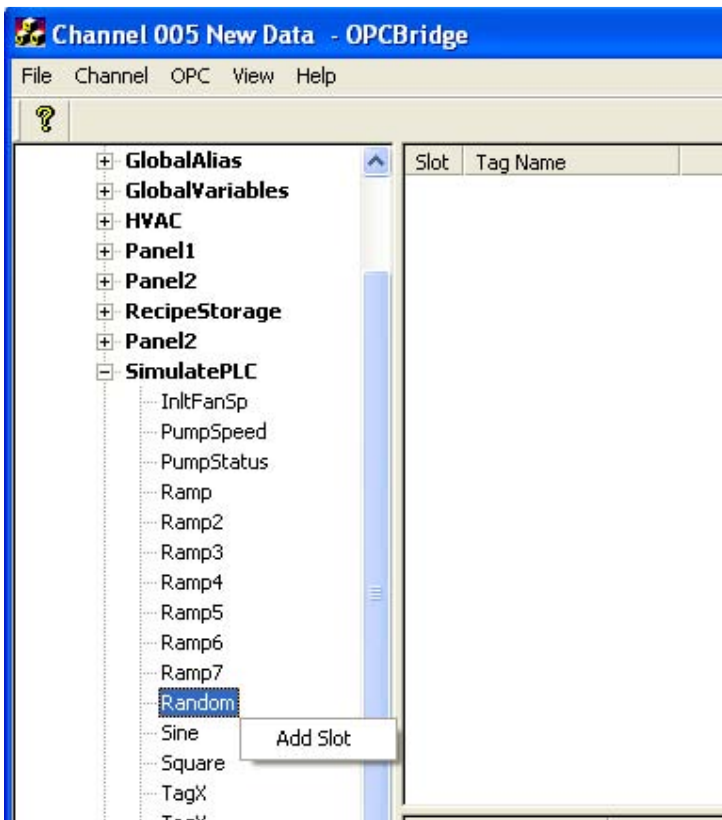 Channel 005 New Data - OPCBridge
File Channel OPC View Help
Slot Tag Name
GlobalAlias
GlobalVariables
HVAC
Panel1
Panel2
RecipeStorage
Panel2
SimulatePLC
InltFanSp
PumpSpeed
PumpStatus
Ramp
Ramp2
Ramp3
Ramp4
Ramp5
Ramp6
Ramp7
Random
Sine
Add Slot
Square
TagX